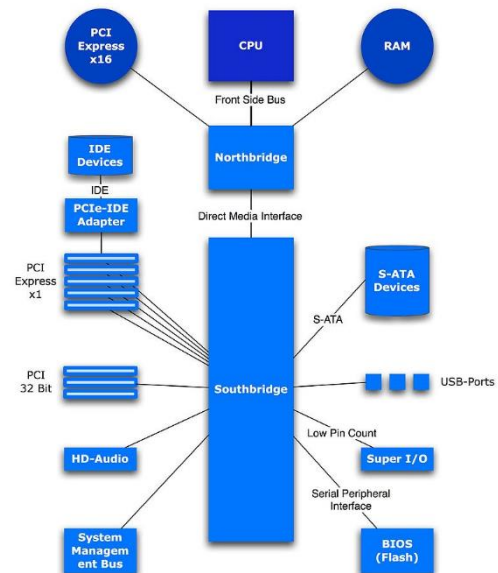 PCI
Express
x16
CPU
RAM
Front Side Bus
Northbridge
IDE
Devices
IDE
PCIe-IDE
Adapter
Direct Media Interface
PCI
Express
x1
S-ATA
Devices
S-ATA
PCI
32 Bit
Southbridge
USB-Ports
Low Pin Count
HD-Audio
Super I/O
Serial Peripheral
Interface
System
Managem
ent Bus
BIOS
(Flash)